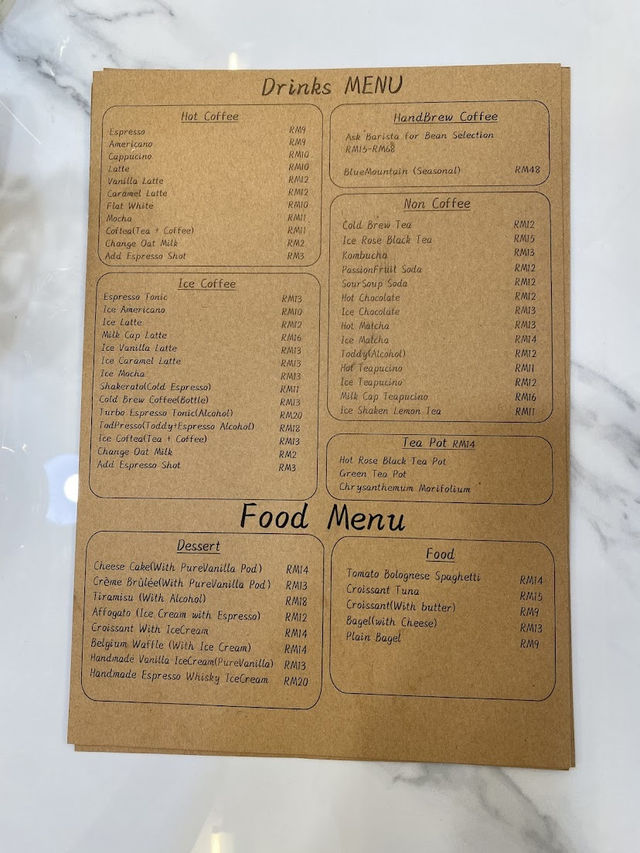 Drinks MENU
Hot Coffee
Espresso RM9
Americano RM9
Cappucino RM10
Latte RM10
Vanilla Latte RM12
Caramel Latte RM12
Flat White RM10
Mocha RM11
Coftea(Tea + Coffee) RM11
Change Oat Milk RM2
Add Espresso Shot RM3
Ice Coffee
Espresso Tonic RM13
Ice Americano RM10
Ice Latte RM12
Milk Cap Latte RM16
Ice Vanilla Latte RM13
Ice Caramel Latte RM13
Ice Mocha RM13
Shakerato(Cold Espresso) RM11
Cold Brew Coffee(Bottle) RM13
Turbo Espresso Tonic(Alcohol) RM20
TodPresso(Toddy+Espresso Alcohol) RM18
Ice Coftea(Tea + Coffee) RM13
Change Oat Milk RM2
Add Espresso Shot RM3
HandBrew Coffee
Ask Barista for Bean Selection
RM15-RM68
BlueMountain (Seasonal) RM48
Non Coffee
Cold Brew Tea RM12
Ice Rose Black Tea RM15
Kombucha RM13
PassionFruit Soda RM12
SourSoup Soda RM12
Hot Chocolate RM12
Ice Chocolate RM13
Hot Matcha RM13
Ice Matcha RM14
Toddy(Alcohol) RM12
Hot Teapucino RM11
Ice Teapucino RM12
Milk Cap Teapucino RM16
Ice Shaken Lemon Tea RM11
Tea Pot RM14
Hot Rose Black Tea Pot
Green Tea Pot
Chrysanthemum Morifolium
Food Menu
Dessert
Cheese Cake(With PureVanilla Pod) RM14
Crème Brûlée(With PureVanilla Pod) RM13
Tiramisu (With Alcohol) RM18
Affogato (Ice Cream with Espresso) RM12
Croissant With IceCream RM14
Belgium Waffle (With Ice Cream) RM14
Handmade Vanilla IceCream(PureVanilla) RM13
Handmade Espresso Whisky IceCream RM20
Food
Tomato Bolognese Spaghetti RM14
Croissant Tuna RM15
Croissant(With butter) RM9
Bagel(with Cheese) RM13
Plain Bagel RM9